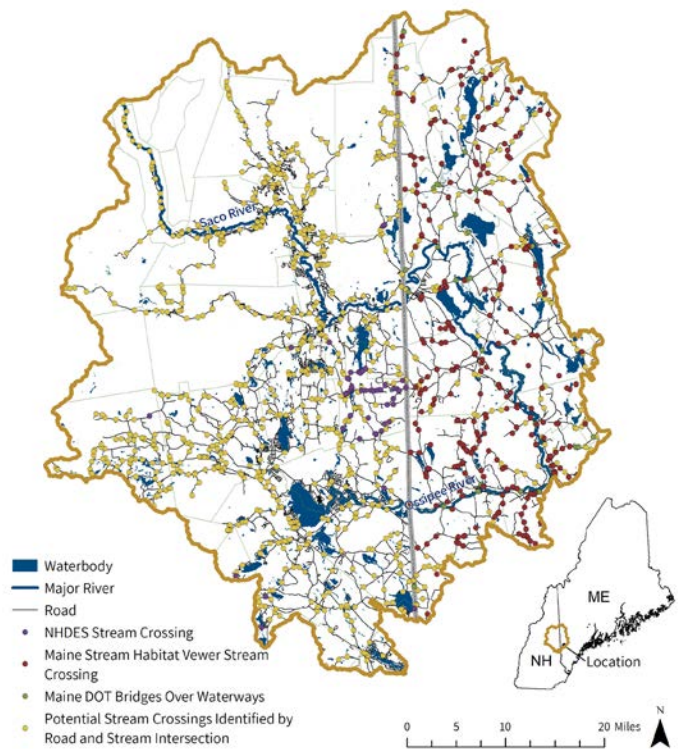 Saco River
Ossipee River
Waterbody
Major River
Road
NHDES Stream Crossing
Maine Stream Habitat Vewer Stream
Crossing
Maine DOT Bridges Over Waterways
Potential Stream Crossings Identified by
Road and Stream Intersection
ME
NH
Location
0 5 10 20 Miles
N